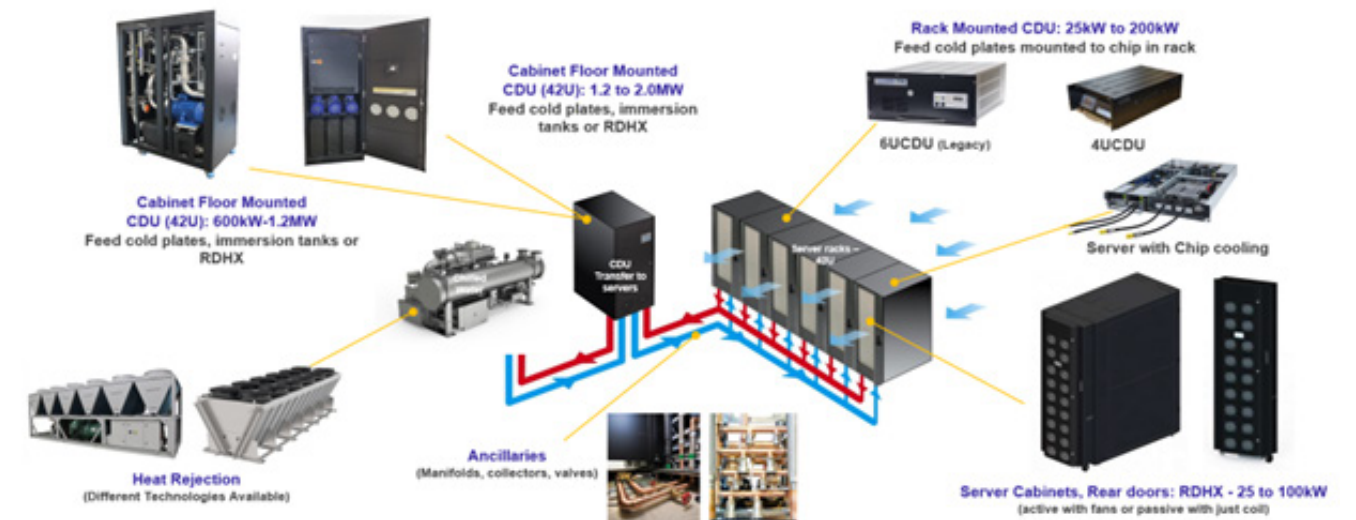 Rack Mounted CDU: 25kW to 200kW
Feed cold plates mounted to chip in rack
Cabinet Floor Mounted
CDU (42U): 1.2 to 2.0MW
Feed cold plates, immersion
tanks or RDHX
6UCDU (Legacy)
4UCDU
Cabinet Floor Mounted
CDU (42U): 600kW-1.2MW
Feed cold plates, immersion tanks or
RDHX
CDU
Transfer to
servers
Server racks –
42U
Server with Chip cooling
Ancillaries
(Manifolds, collectors, valves)
Heat Rejection
(Different Technologies Available)
Server Cabinets, Rear doors: RDHX - 25 to 100kW
(active with fans or passive with just coil)